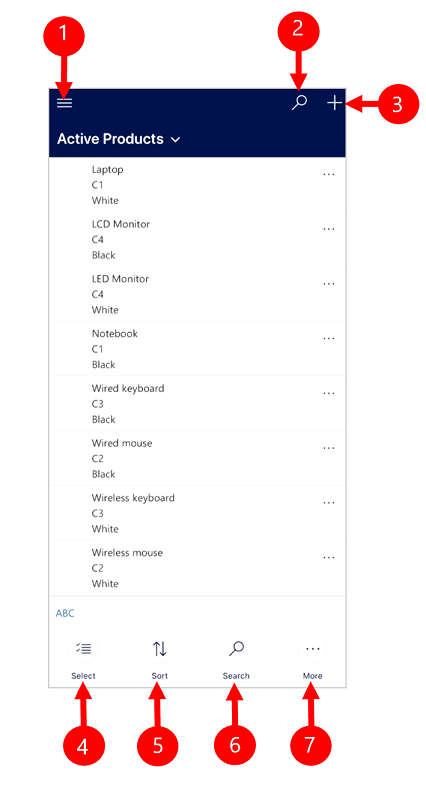 1
2
3
Active Products
Laptop
C1
White
LCD Monitor
C4
Black
LED Monitor
C4
White
Notebook
C1
Black
Wired keyboard
C3
Black
Wired mouse
C2
Black
Wireless keyboard
C3
White
Wireless mouse
C2
White
ABC
Select Sort Search More
4 5 6 7